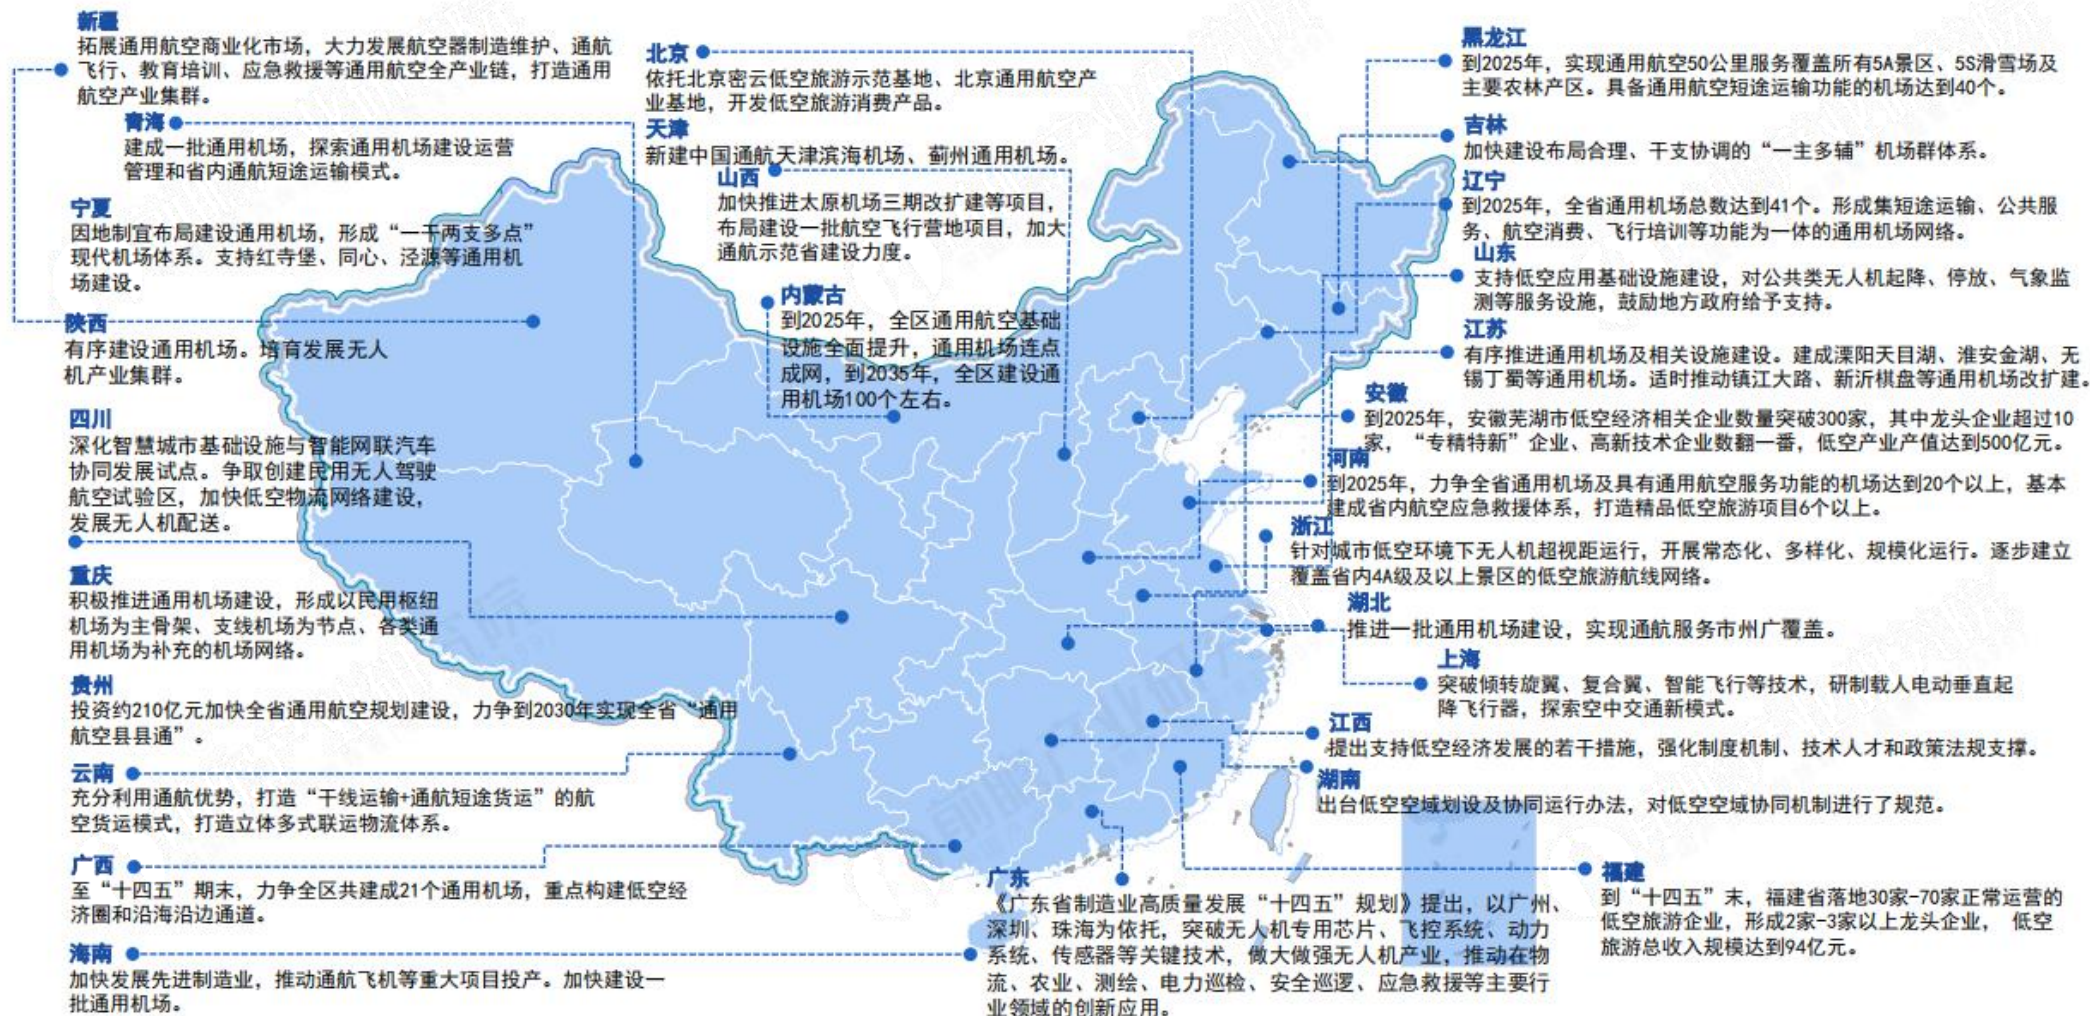 新疆
拓展通用航空商业化市场，大力发展航空器制造维护、通航
飞行、教育培训、应急救援等通用航空全产业链，打造通用
航空产业集群。
青海
建成一批通用机场，探索通用机场建设运营
管理和省内通航短途运输模式。
宁夏
因地制宜布局建设通用机场，形成“一干两支多点”
现代机场体系。支持红寺堡、同心、泾源等通用机
场建设。
陕西
有序建设通用机场。培育发展无人
机产业集群。
四川
深化智慧城市基础设施与智能网联汽车
协同发展试点。争取创建民用无人驾驶
航空试验区，加快低空物流网络建设，
发展无人机配送。
重庆
积极推进通用机场建设，形成以民用枢纽
机场为主骨架、支线机场为节点、各类通
用机场为补充的机场网络。
贵州
投资约210亿元加快全省通用航空规划建设，力争到2030年实现全省“通用
航空县县通”。
云南
充分利用通航优势，打造“干线运输+通航短途货运”的航
空货运模式，打造立体多式联运物流体系。
广西
至“十四五”期末，力争全区共建成21个通用机场，重点构建低空经
济圈和沿海沿边通道。
海南
加快发展先进制造业，推动通航飞机等重大项目投产。加快建设一
批通用机场。
北京
依托北京密云低空旅游示范基地、北京通用航空产
业基地，开发低空旅游消费产品。
天津
新建中国通航天津滨海机场、蓟州通用机场。
山西
加快推进太原机场三期改扩建等项目，
布局建设一批航空飞行营地项目，加大
通航示范省建设力度。
内蒙古
到2025年，全区通用航空基础
设施全面提升，通用机场连点
成网，到2035年，全区建设通
用机场100个左右。
黑龙江
到2025年，实现通用航空50公里服务覆盖所有5A景区、5S滑雪场及
主要农林产区。具备通用航空短途运输功能的机场达到40个。
吉林
加快建设布局合理、干支协调的“一主多辅”机场群体系。
辽宁
到2025年，全省通用机场总数达到41个。形成集短途运输、公共服
务、航空消费、飞行培训等功能为一体的通用机场网络。
山东
支持低空应用基础设施建设，对公共类无人机起降、停放、气象监
测等服务设施，鼓励地方政府给予支持。
江苏
有序推进通用机场及相关设施建设。建成溧阳天目湖、淮安金湖、无
锡丁蜀等通用机场。适时推动镇江大路、新沂棋盘等通用机场改扩建。
安徽
到2025年，安徽芜湖市低空经济相关企业数量突破300家，其中龙头企业超过10
家，“专精特新”企业、高新技术企业数翻一番，低空产业产值达到500亿元。
河南
到2025年，力争全省通用机场及具有通用航空服务功能的机场达到20个以上，基本
建成省内航空应急救援体系，打造精品低空旅游项目6个以上。
浙江
针对城市低空环境下无人机超视距运行，开展常态化、多样化、规模化运行。逐步建立
覆盖省内4A级及以上景区的低空旅游航线网络。
湖北
推进一批通用机场建设，实现通航服务市州广覆盖。
上海
突破倾转旋翼、复合翼、智能飞行等技术，研制载人电动垂直起
降飞行器，探索空中交通新模式。
江西
提出支持低空经济发展的若干措施，强化制度机制、技术人才和政策法规支撑。
湖南
出台低空空域划设及协同运行办法，对低空空域协同机制进行了规范。
福建
到“十四五”末，福建省落地30家-70家正常运营的
低空旅游企业，形成2家-3家以上龙头企业， 低空
旅游总收入规模达到94亿元。
广东
《广东省制造业高质量发展“十四五”规划》提出，以广州、
深圳、珠海为依托，突破无人机专用芯片、飞控系统、动力
系统、传感器等关键技术，做大做强无人机产业，推动在物
流、农业、测绘、电力巡检、安全巡逻、应急救援等主要行
业领域的创新应用。
前瞻产业研究院